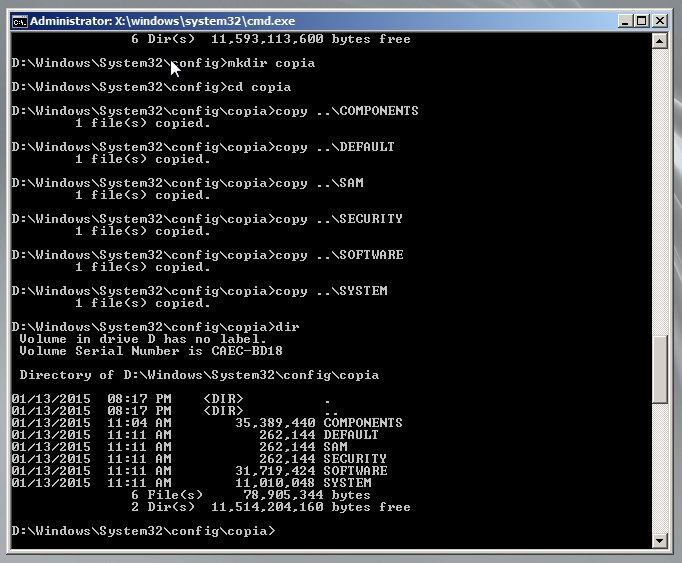 Administrator: X:\windows\system32\cmd.exe
6 Dir(s)  11,593,113,600 bytes free
D:\Windows\System32\config>mkdir copia
D:\Windows\System32\config>cd copia
D:\Windows\System32\config\copia>copy ..\COMPONENTS
1 file(s) copied.
D:\Windows\System32\config\copia>copy ..\DEFAULT
1 file(s) copied.
D:\Windows\System32\config\copia>copy ..\SAM
1 file(s) copied.
D:\Windows\System32\config\copia>copy ..\SECURITY
1 file(s) copied.
D:\Windows\System32\config\copia>copy ..\SOFTWARE
1 file(s) copied.
D:\Windows\System32\config\copia>copy ..\SYSTEM
1 file(s) copied.
D:\Windows\System32\config\copia>dir
Volume in drive D has no label.
Volume Serial Number is CAEC-BD18
Directory of D:\Windows\System32\config\copia
01/13/2015  08:17 PM    <DIR>          .
01/13/2015  08:17 PM    <DIR>          ..
01/13/2015  11:04 AM        35,389,440 COMPONENTS
01/13/2015  11:11 AM           262,144 DEFAULT
01/13/2015  11:11 AM           262,144 SAM
01/13/2015  11:11 AM           262,144 SECURITY
01/13/2015  11:11 AM        31,719,424 SOFTWARE
01/13/2015  11:11 AM        11,010,048 SYSTEM
6 File(s)     78,905,344 bytes
2 Dir(s)  11,514,204,160 bytes free
D:\Windows\System32\config\copia>